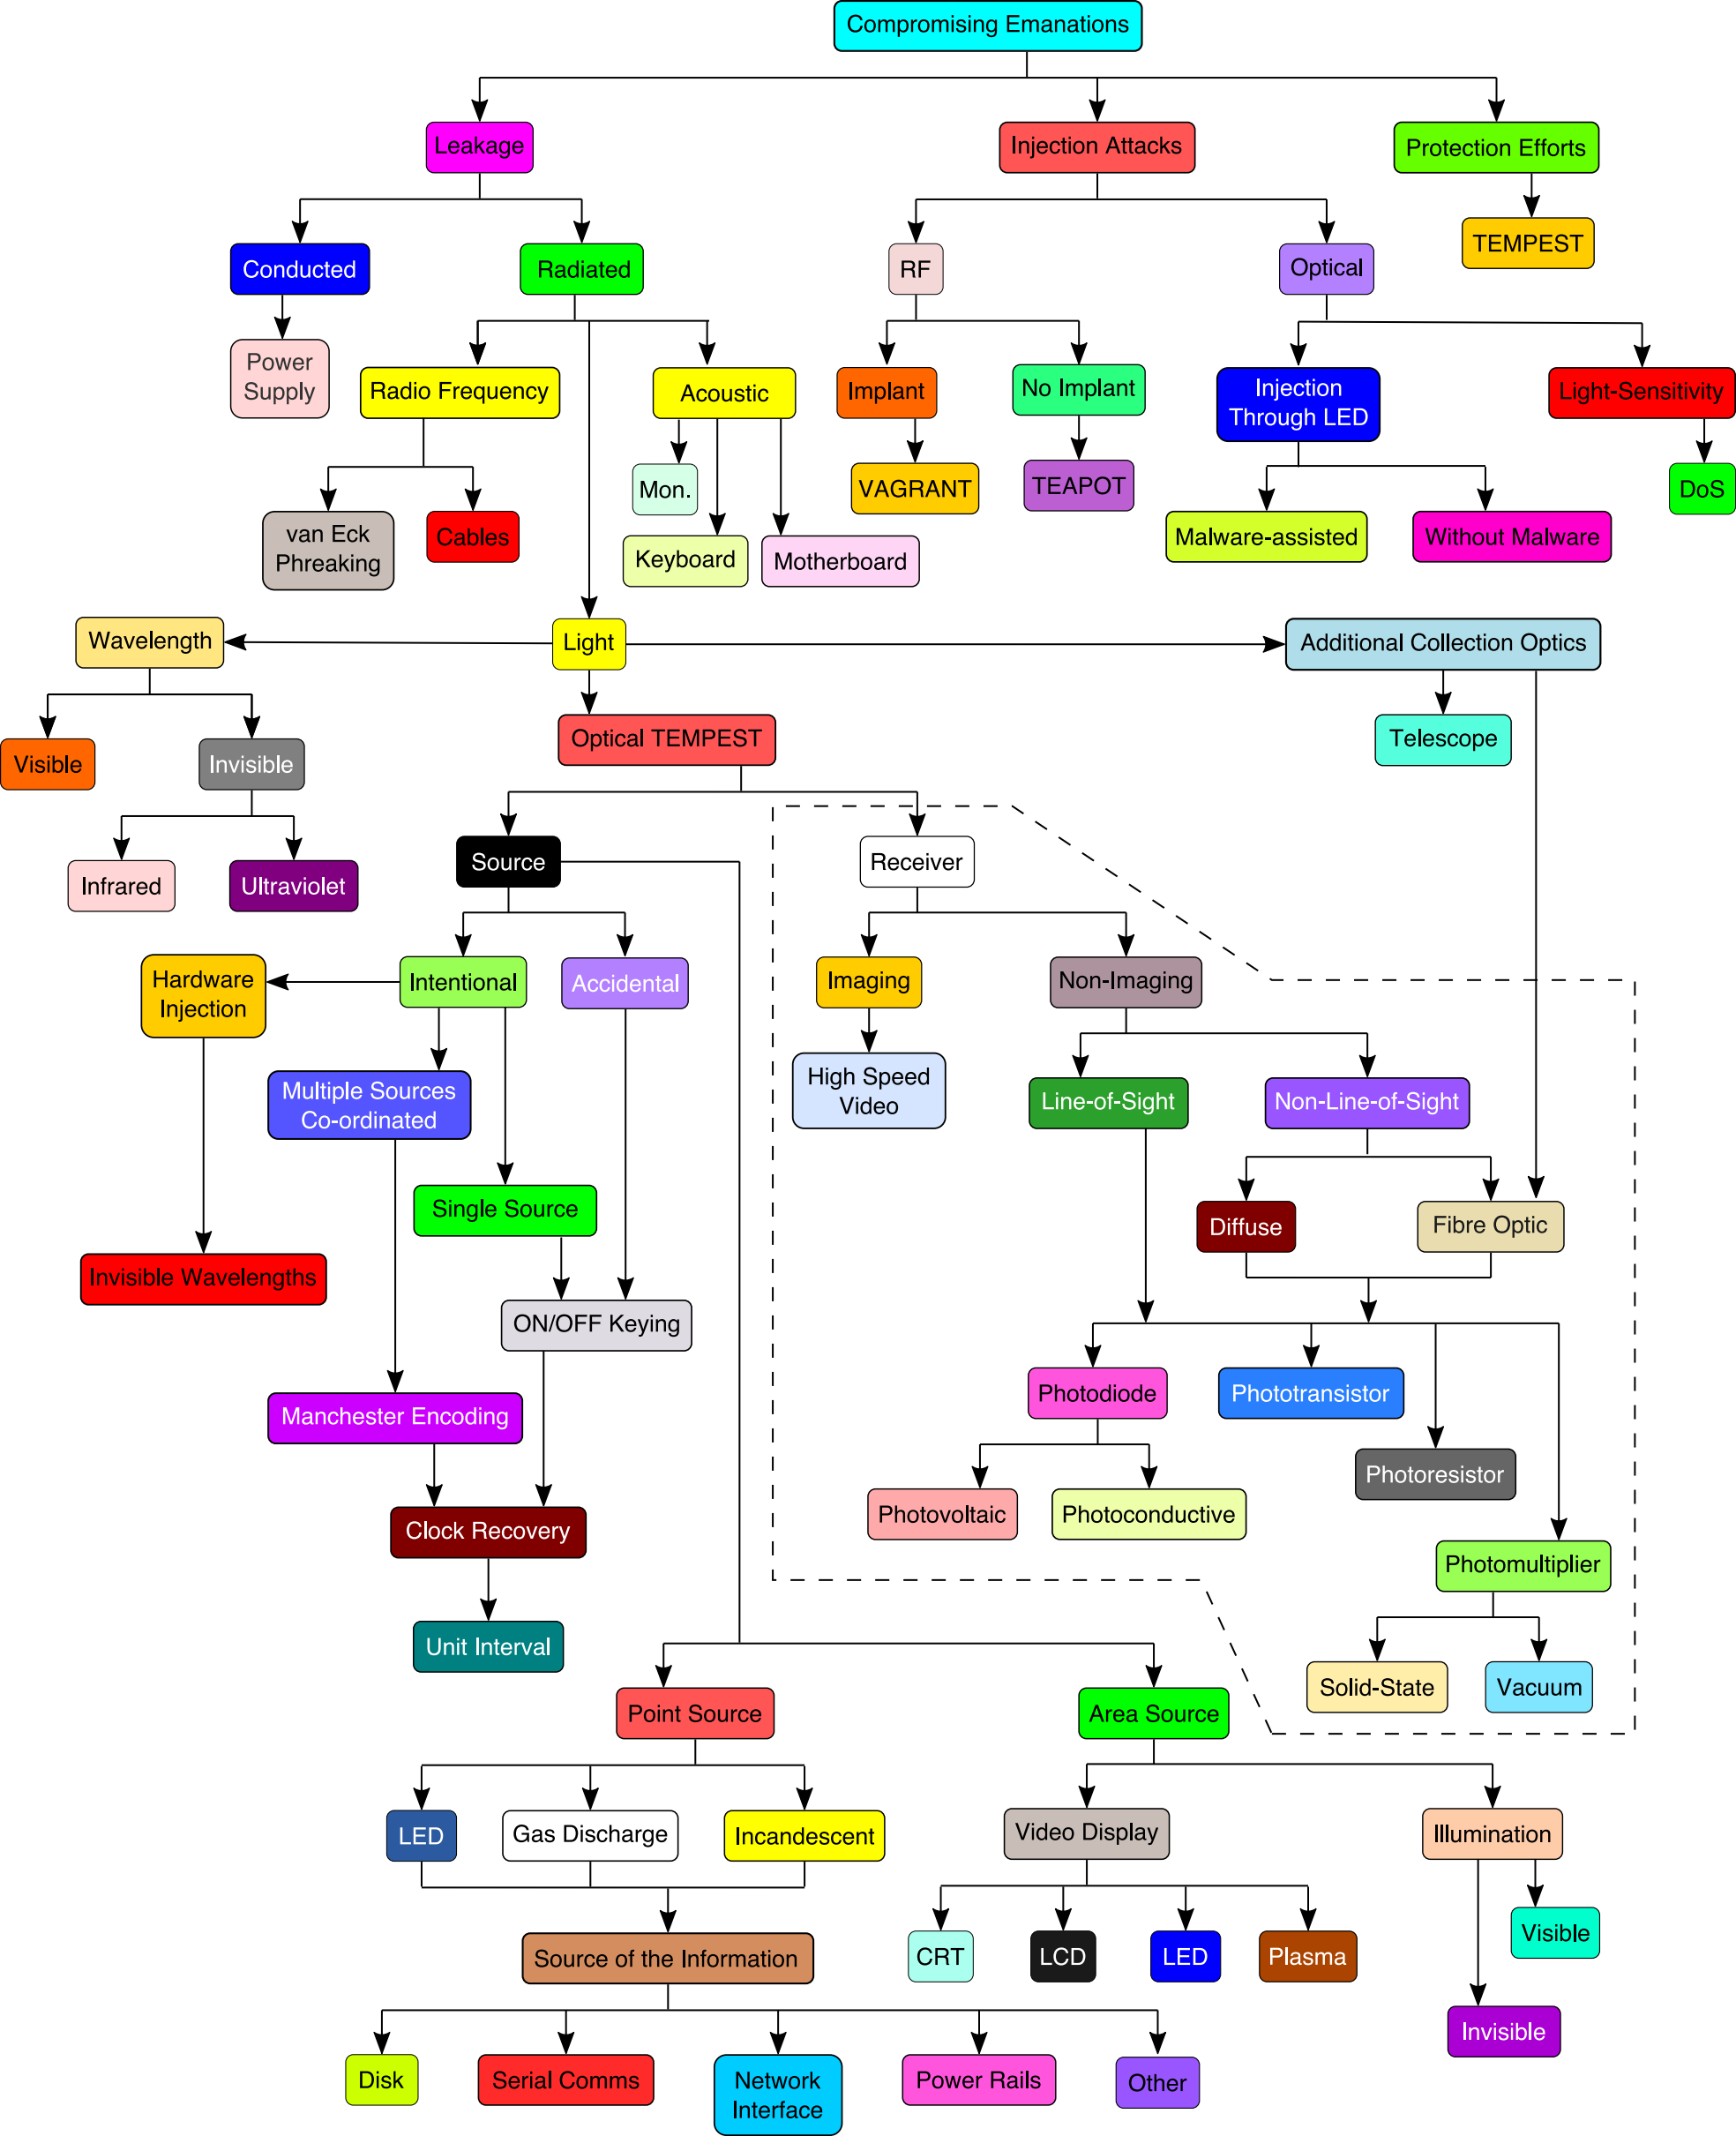 Compromising Emanations
Leakage
Injection Attacks
Protection Efforts
Conducted
Radiated
RF
Optical
TEMPEST
Power
Supply
Radio Frequency
Acoustic
Implant
No Implant
Injection
Through LED
Light-Sensitivity
Mon.
VAGRANT
TEAPOT
DoS
van Eck
Phreaking
Cables
Keyboard
Motherboard
Malware-assisted
Without Malware
Wavelength
Light
Additional Collection Optics
Visible
Invisible
Optical TEMPEST
Telescope
Infrared
Ultraviolet
Source
Receiver
Hardware
Injection
Intentional
Accidental
Imaging
Non-Imaging
Multiple Sources
Co-ordinated
High Speed
Video
Line-of-Sight
Non-Line-of-Sight
Single Source
Diffuse
Fibre Optic
Invisible Wavelengths
ON/OFF Keying
Manchester Encoding
Photodiode
Phototransistor
Photoresistor
Clock Recovery
Photovoltaic
Photoconductive
Photomultiplier
Unit Interval
Solid-State
Vacuum
Point Source
Area Source
LED
Gas Discharge
Incandescent
Video Display
Illumination
Source of the Information
CRT
LCD
LED
Plasma
Visible
Invisible
Disk
Serial Comms
Network
Interface
Power Rails
Other